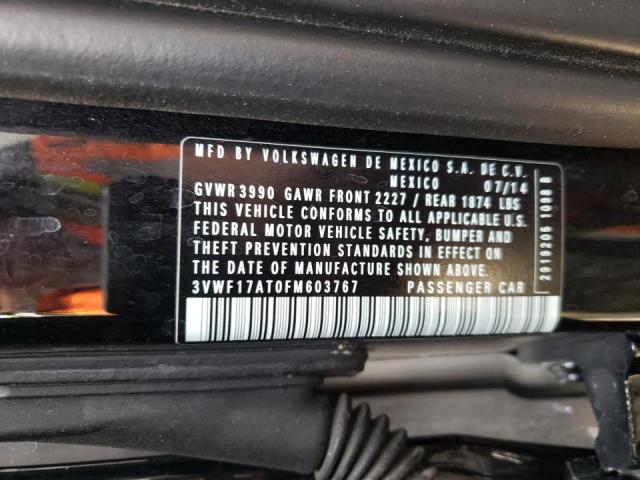 MFD BY VOLKSWAGEN DE MEXICO S.A. DE C.V.
MEXICO 07/14
GVWR 3990 GAWR FRONT 2227 / REAR 1874 LBS
THIS VEHICLE CONFORMS TO ALL APPLICABLE U.S.
FEDERAL MOTOR VEHICLE SAFETY, BUMPER AND
THEFT PREVENTION STANDARDS IN EFFECT ON
THE DATE OF MANUFACTURE SHOWN ABOVE.
3VWF17AT0FM603767 PASSENGER CAR